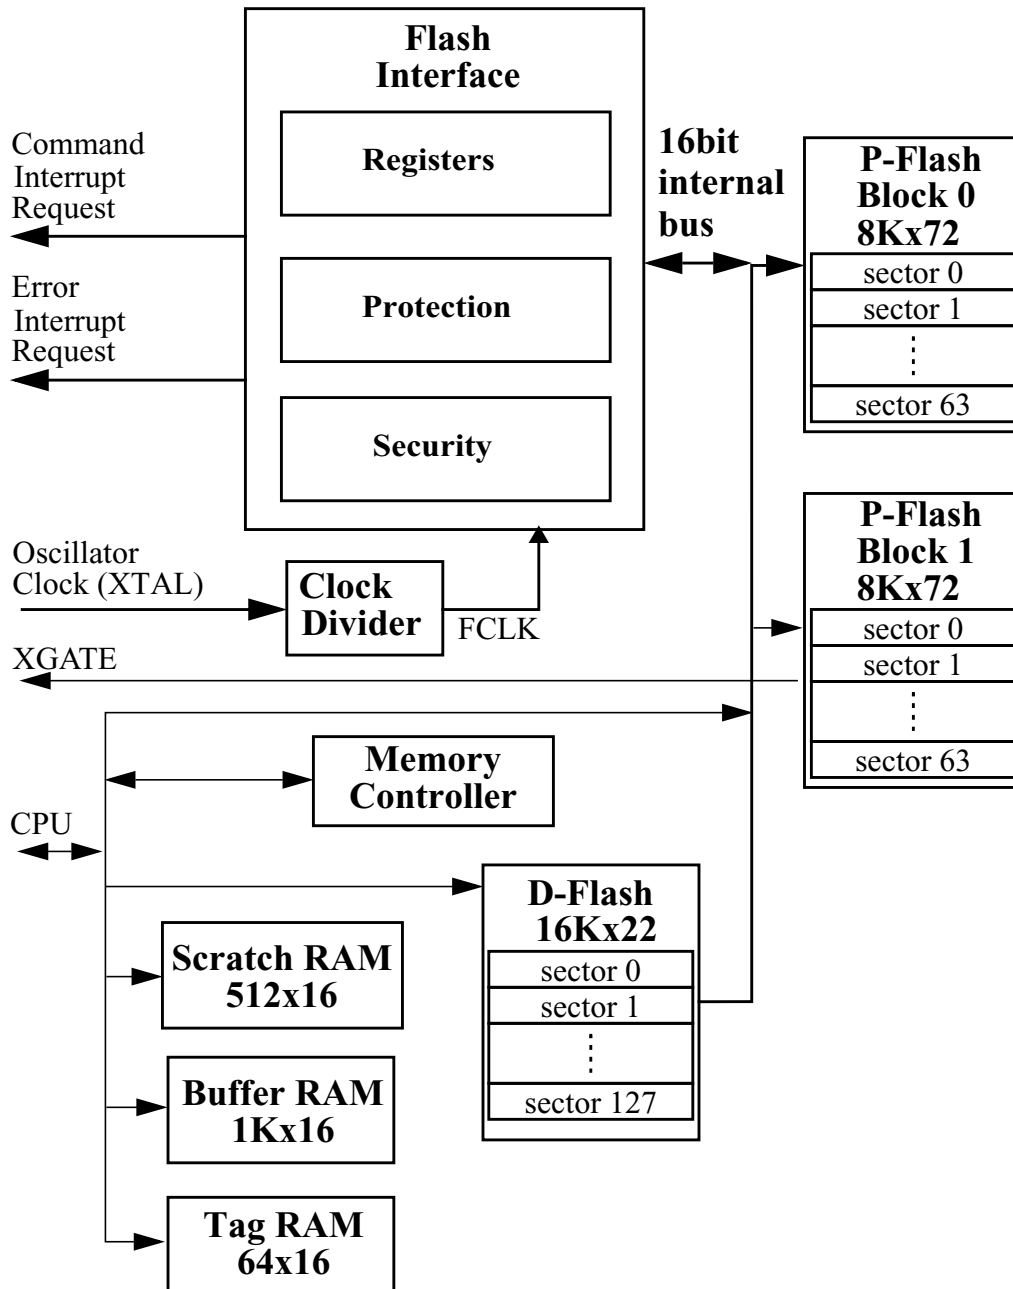 Flash
Interface
Registers
Protection
Security
Command
Interrupt
Request
Error
Interrupt
Request
16bit
internal
bus
P-Flash
Block 0
8Kx72
sector 0
sector 1
sector 63
P-Flash
Block 1
8Kx72
sector 0
sector 1
sector 63
Oscillator
Clock (XTAL)
Clock
Divider
FCLK
XGATE
Memory
Controller
CPU
D-Flash
16Kx22
sector 0
sector 1
sector 127
Scratch RAM
512x16
Buffer RAM
1Kx16
Tag RAM
64x16